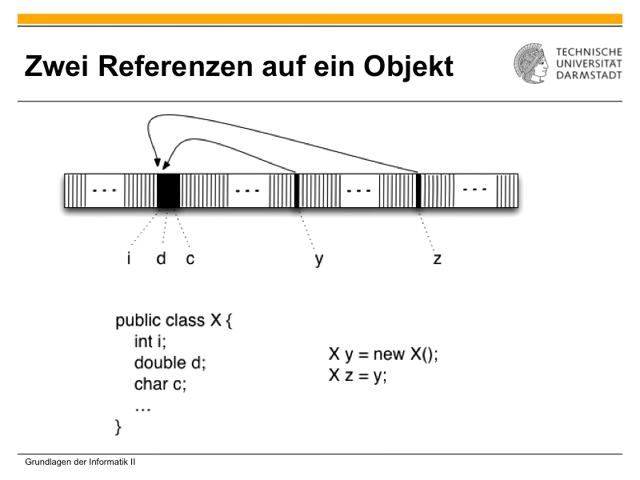 Zwei Referenzen auf ein Objekt
TECHNISCHE
UNIVERSITÄT
DARMSTADT
i d c y z
public class X {
int i;
double d;
char c;
...
}
X y = new X();
X z = y;
Grundlagen der Informatik II